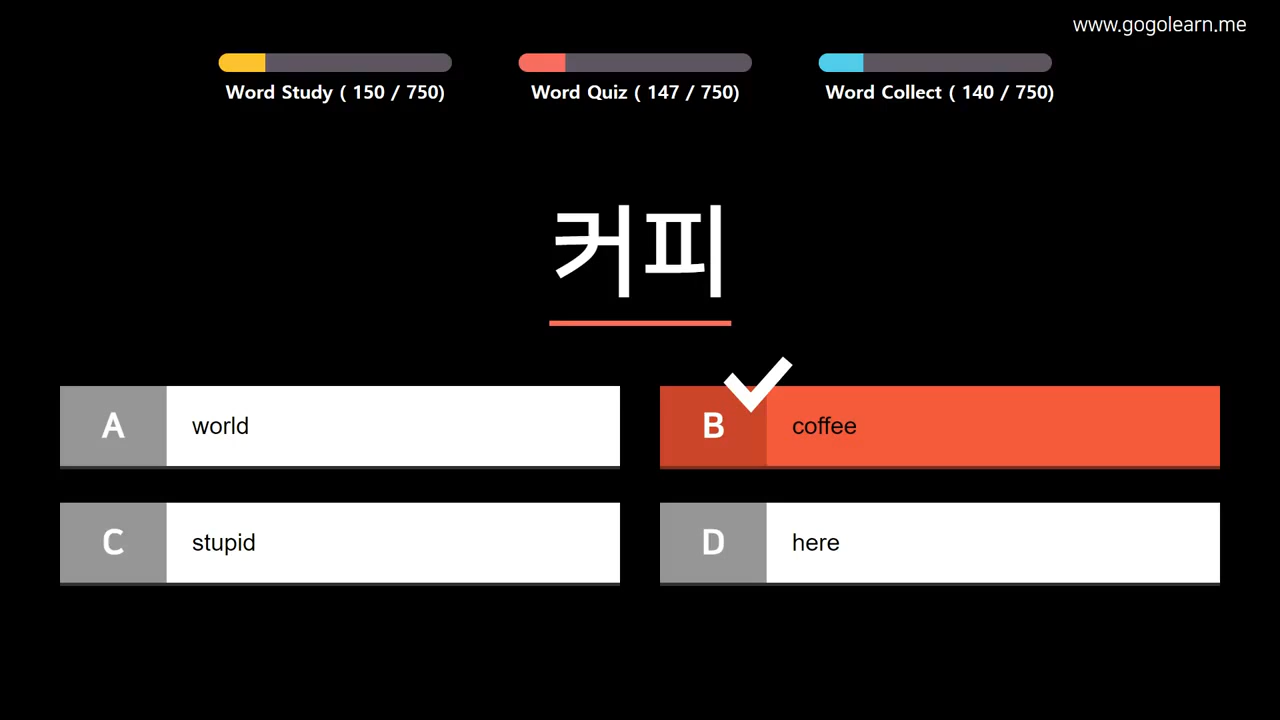 www.gogolearn.me
Word Study ( 150 / 750)
Word Quiz ( 147 / 750)
Word Collect ( 140 / 750)
커피
A world
B coffee
C stupid
D here